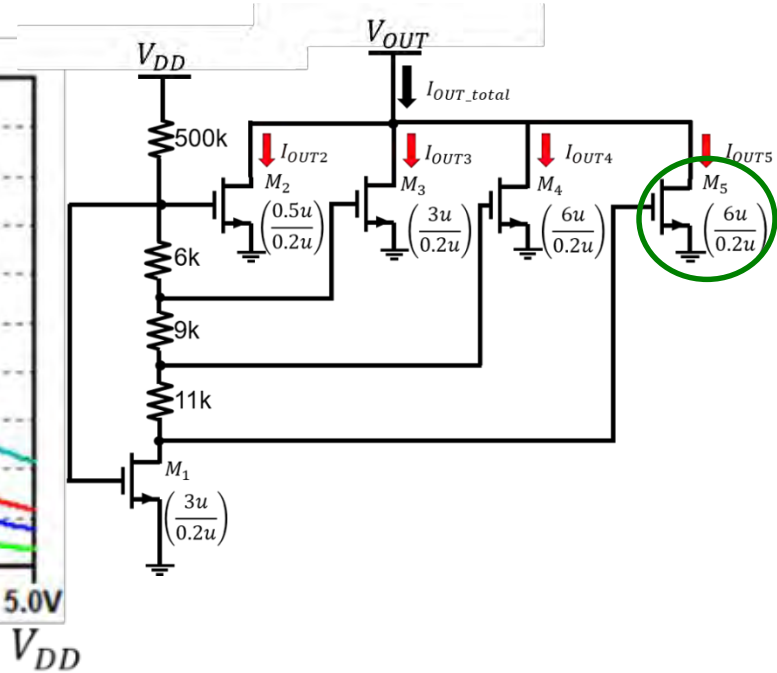 V_OUT
V_DD
I_OUT_total
500k
I_OUT2
I_OUT3
I_OUT4
I_OUT5
M_2
M_3
M_4
M_5
(0.5u/0.2u)
(3u/0.2u)
(6u/0.2u)
(6u/0.2u)
6k
9k
11k
M_1
(3u/0.2u)
5.0V
V_DD